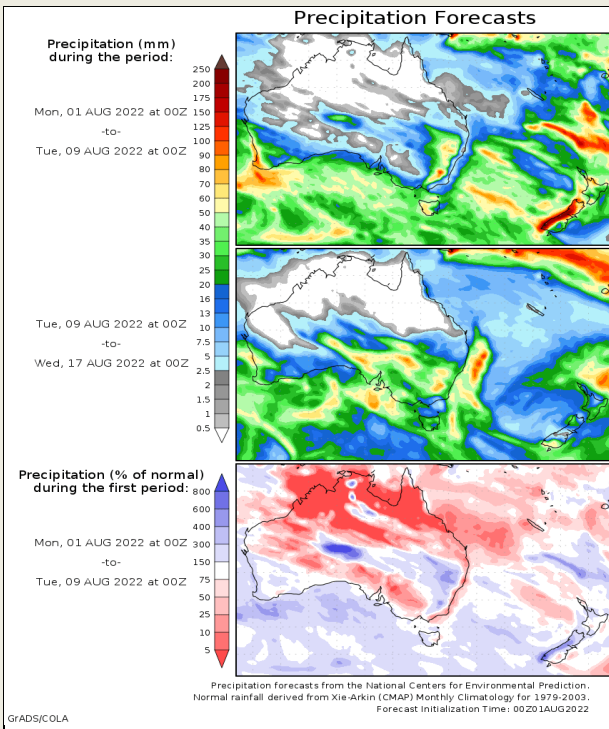 Precipitation Forecasts
Precipitation (mm)
during the period:
Mon, 01 AUG 2022 at 00Z
-to-
Tue, 09 AUG 2022 at 00Z
250
200
175
150
125
100
90
80
70
60
50
40
35
30
25
20
16
13
10
7.5
5
2.5
2
1.5
1
0.5
Tue, 09 AUG 2022 at 00Z
-to-
Wed, 17 AUG 2022 at 00Z
Precipitation (% of normal)
during the first period:
Mon, 01 AUG 2022 at 00Z
-to-
Tue, 09 AUG 2022 at 00Z
800
600
400
300
150
75
50
25
10
5
Precipitation forecasts from the National Centers for Environmental Prediction.
Normal rainfall derived from Xie-Arkin (CMAP) Monthly Climatology for 1979-2003.
Forecast Initialization Time: 00Z01AUG2022
GrADS/COLA